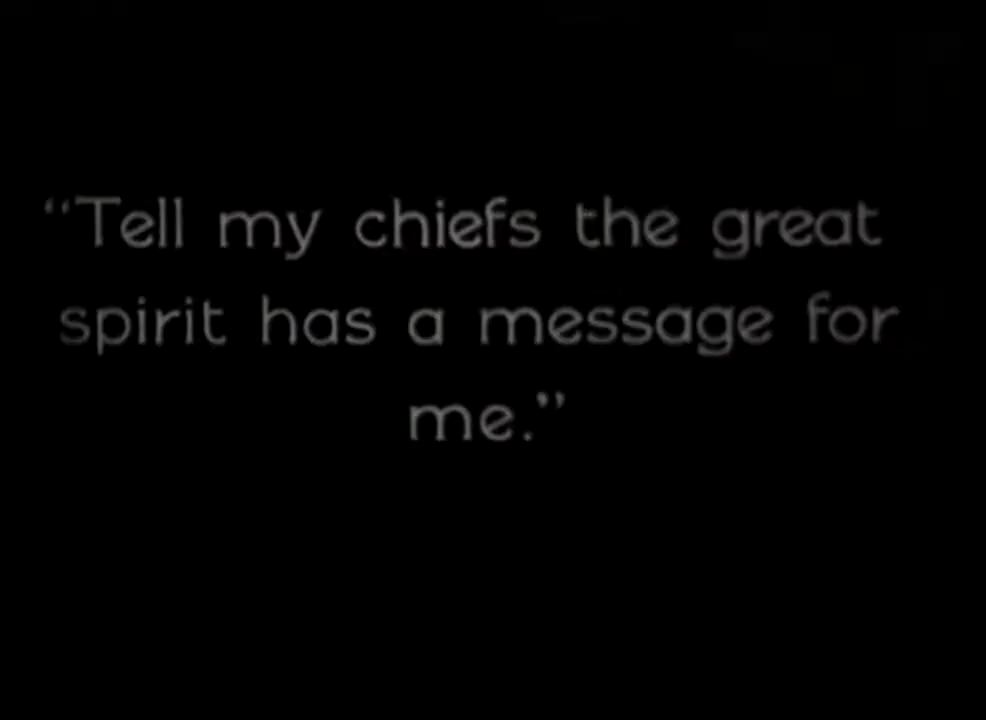 “Tell my chiefs the great
spirit has a message for
me.”